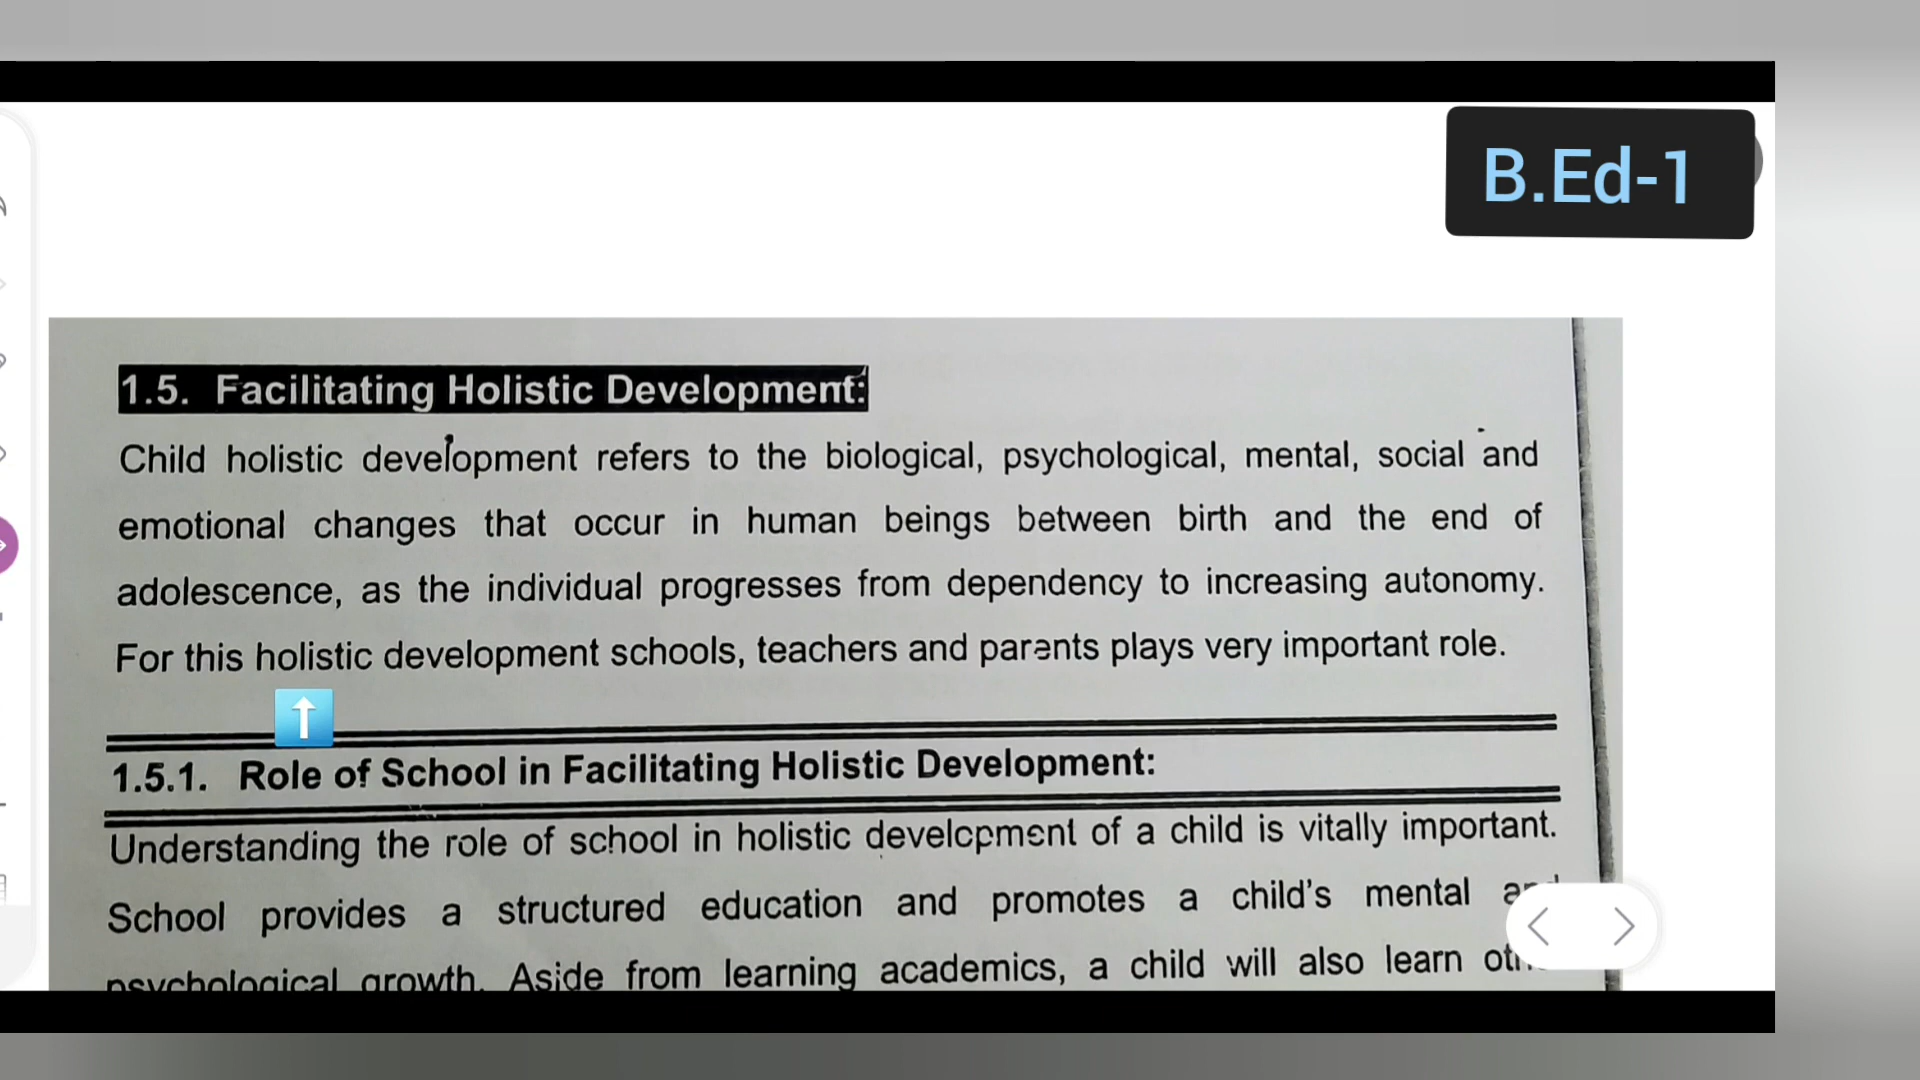 B.Ed-1
1.5. Facilitating Holistic Development:
Child holistic development refers to the biological, psychological, mental, social and
emotional changes that occur in human beings between birth and the end of
adolescence, as the individual progresses from dependency to increasing autonomy.
For this holistic development schools, teachers and parents plays very important role.
1.5.1. Role of School in Facilitating Holistic Development:
Understanding the role of school in holistic development of a child is vitally important.
School provides a structured education and promotes a child's mental and
psychological growth. Aside from learning academics, a child will also learn